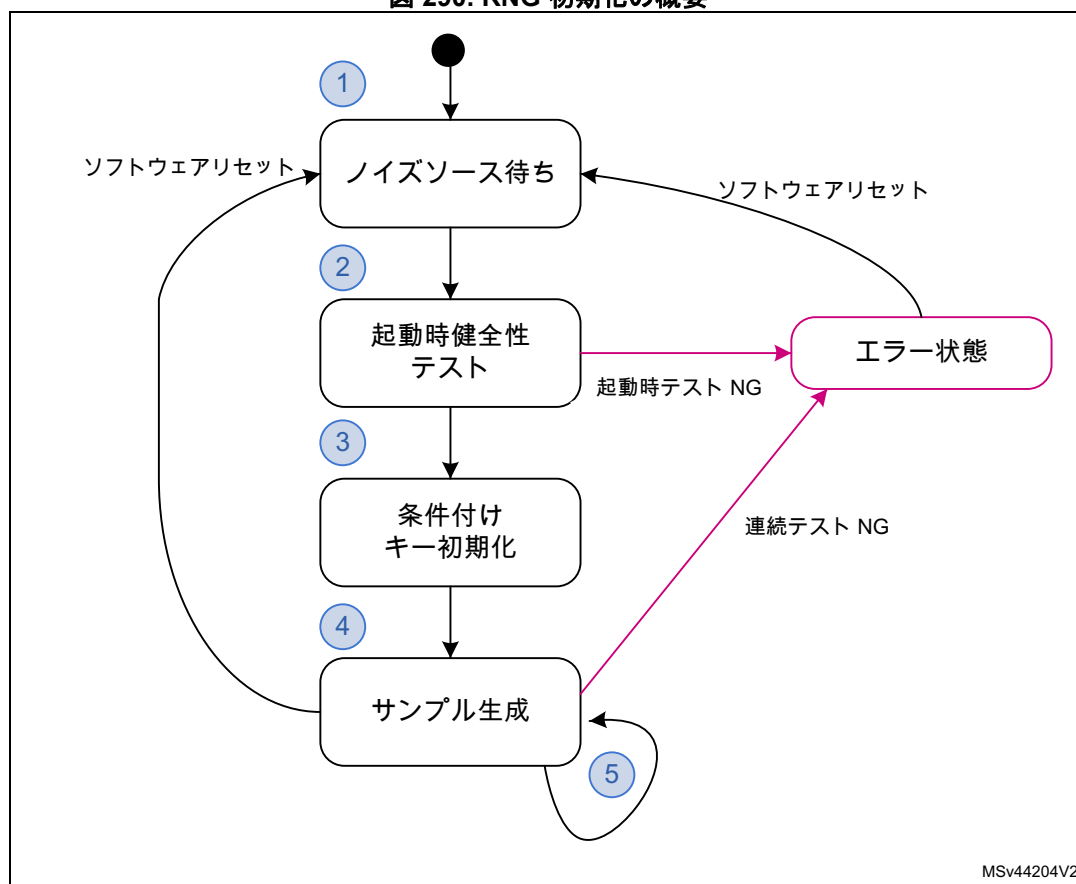 1
ノイズソース待ち
ソフトウェアリセット
ソフトウェアリセット
2
起動時健全性
テスト
エラー状態
起動時テスト NG
3
条件付け
キー初期化
連続テスト NG
4
サンプル生成
5
MSv44204V2